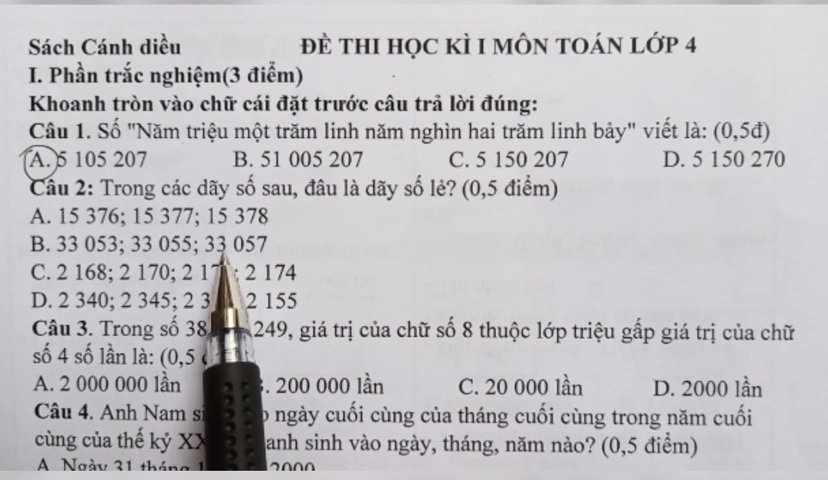 Sách Cánh diều ĐỀ THI HỌC KÌ I MÔN TOÁN LỚP 4
I. Phần trắc nghiệm(3 điểm)
Khoanh tròn vào chữ cái đặt trước câu trả lời đúng:
Câu 1. Số "Năm triệu một trăm linh năm nghìn hai trăm linh bảy" viết là: (0,5đ)
A. 5 105 207 B. 51 005 207 C. 5 150 207 D. 5 150 270
Câu 2: Trong các dãy số sau, đâu là dãy số lẻ? (0,5 điểm)
A. 15 376; 15 377; 15 378
B. 33 053; 33 055; 33 057
C. 2 168; 2 170; 2 174
D. 2 340; 2 345; 2 155
Câu 3. Trong số 38 249, giá trị của chữ số 8 thuộc lớp triệu gấp giá trị của chữ
số 4 số lần là: (0,5
A. 2 000 000 lần . 200 000 lần C. 20 000 lần D. 2000 lần
Câu 4. Anh Nam ngày cuối cùng của tháng cuối cùng trong năm cuối
cùng của thế kỷ XX anh sinh vào ngày, tháng, năm nào? (0,5 điểm)
A. Ngày 31 tháng 2000